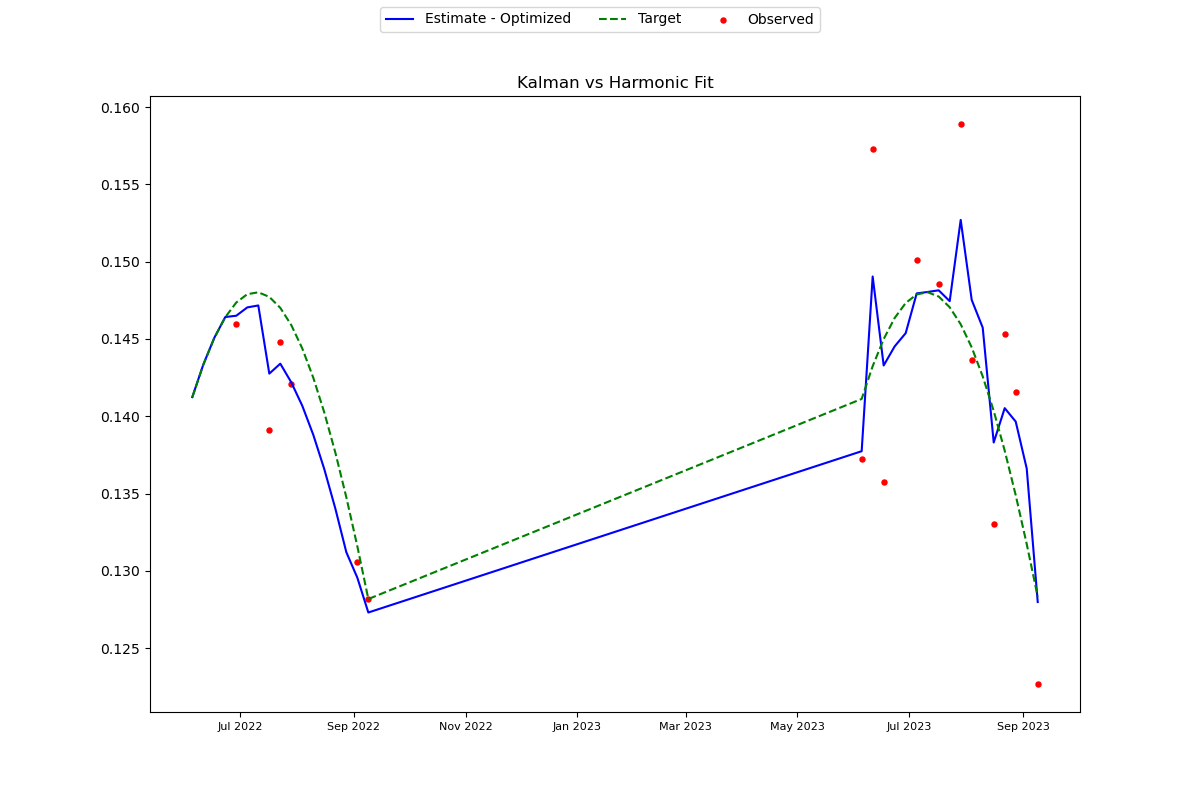 Estimate - Optimized Target Observed
Kalman vs Harmonic Fit
0.160
0.155
0.150
0.145
0.140
0.135
0.130
0.125
Jul 2022 Sep 2022 Nov 2022 Jan 2023 Mar 2023 May 2023 Jul 2023 Sep 2023